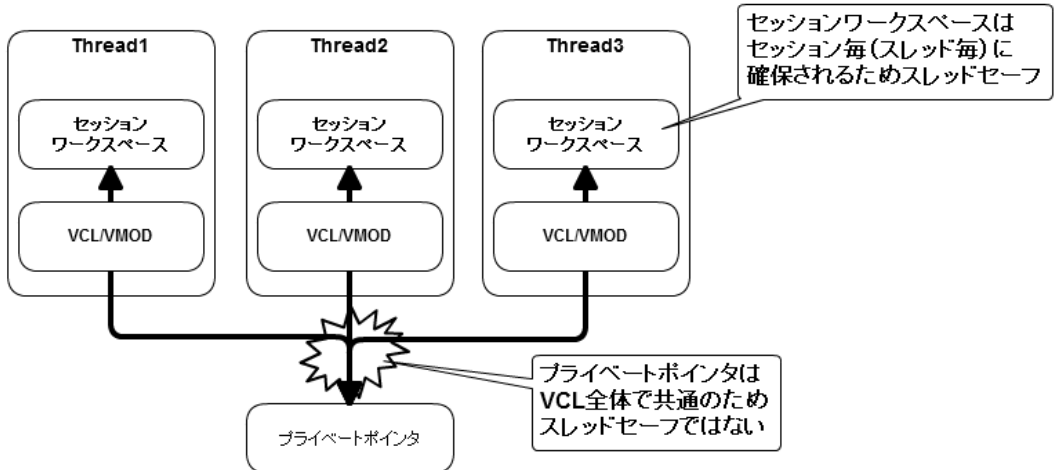 セッションワークスペースは
セッション毎(スレッド毎)に
確保されるためスレッドセーフ
Thread1
Thread2
Thread3
セッション
ワークスペース
セッション
ワークスペース
セッション
ワークスペース
VCL/VMOD
VCL/VMOD
VCL/VMOD
プライベートポインタは
VCL全体で共通のため
スレッドセーフではない
プライベートポインタ